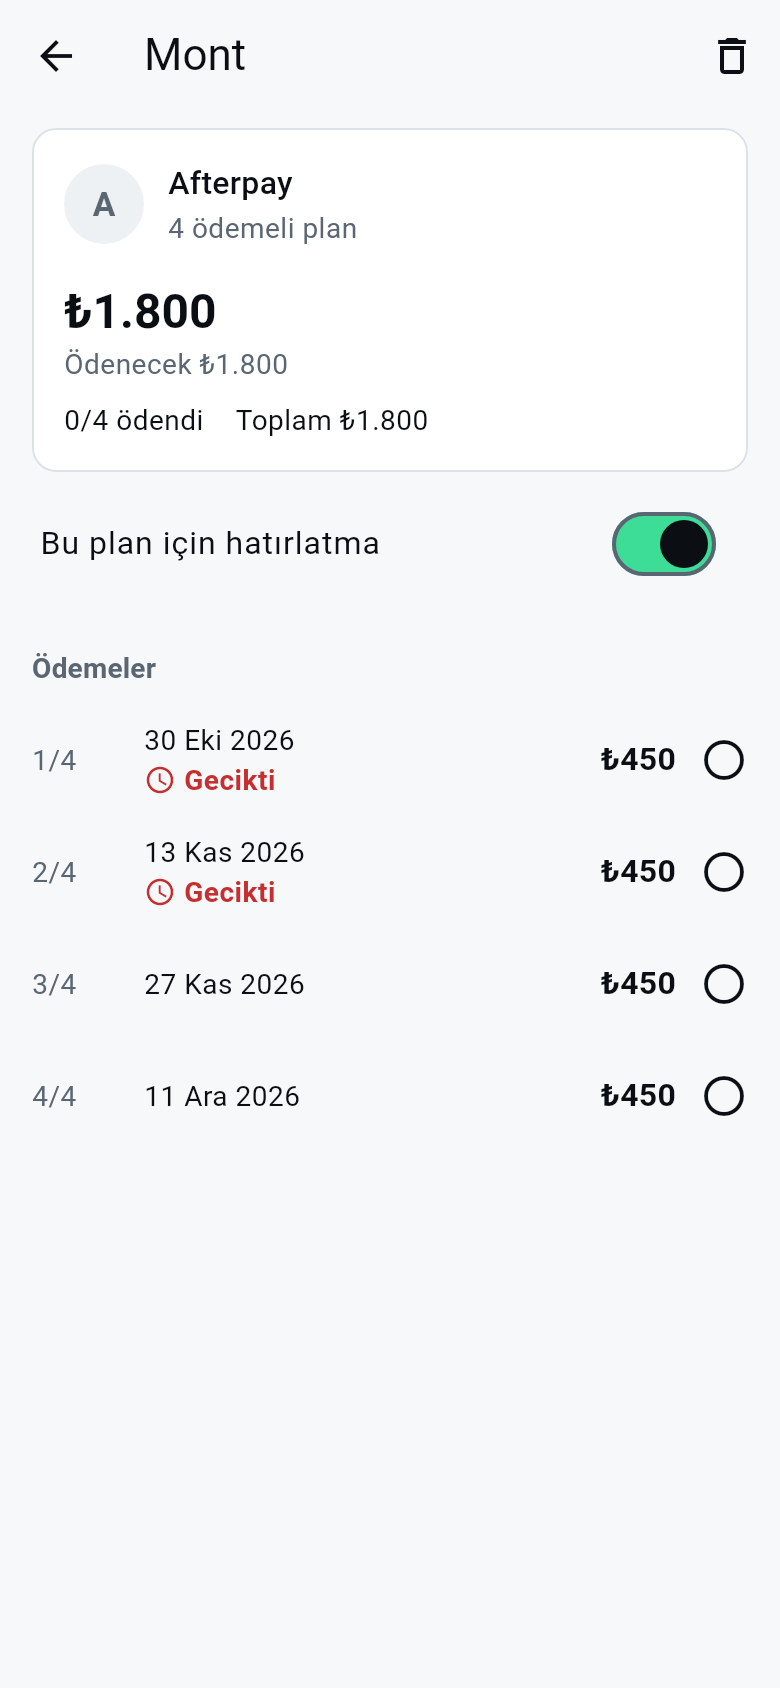 Mont
A
Afterpay
4 ödemeli plan
₺1.800
Ödenecek ₺1.800
0/4 ödendi Toplam ₺1.800
Bu plan için hatırlatma
Ödemeler
1/4 30 Eki 2026 ₺450
Gecikti
2/4 13 Kas 2026 ₺450
Gecikti
3/4 27 Kas 2026 ₺450
4/4 11 Ara 2026 ₺450